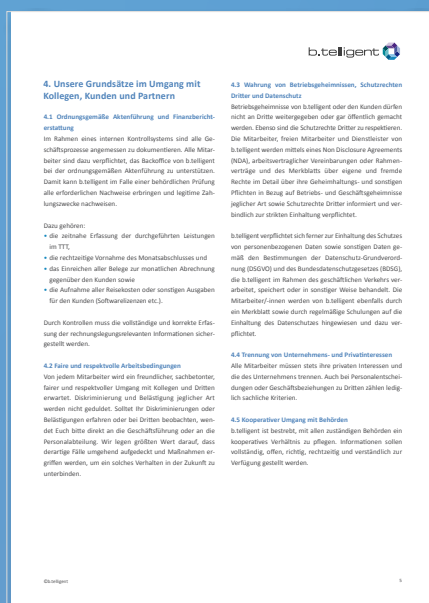 b.telligent
4. Unsere Grundsätze im Umgang mit
Kollegen, Kunden und Partnern
4.1 Ordnungsgemäße Aktenführung und Finanzbericht-
erstattung
Im Rahmen eines internen Kontrollsystems sind alle Ge-
schäftsprozesse angemessen zu dokumentieren. Alle Mitar-
beiter sind dazu verpflichtet, das Backoffice von b.telligent
bei der ordnungsgemäßen Aktenführung zu unterstützen.
Damit kann b.telligent im Falle einer behördlichen Prüfung
alle erforderlichen Nachweise erbringen und legitime Zah-
lungszwecke nachweisen.
Dazu gehören:
• die zeitnahe Erfassung der durchgeführten Leistungen
im TTT,
• die rechtzeitige Vornahme des Monatsabschlusses und
• das Einreichen aller Belege zur monatlichen Abrechnung
gegenüber den Kunden sowie
• die Aufnahme aller Reisekosten oder sonstigen Ausgaben
für den Kunden (Softwarelizenzen etc.).
Durch Kontrollen muss die vollständige und korrekte Erfas-
sung der rechnungslegungsrelevanten Informationen sicher-
gestellt werden.
4.2 Faire und respektvolle Arbeitsbedingungen
Von jedem Mitarbeiter wird ein freundlicher, sachbetonter,
fairer und respektvoller Umgang mit Kollegen und Dritten
erwartet. Diskriminierung und Belästigung jeglicher Art
werden nicht geduldet. Solltet Ihr Diskriminierungen oder
Belästigungen erfahren oder bei Dritten beobachten, wen-
det Euch bitte direkt an die Geschäftsführung oder an die
Personalabteilung. Wir legen größten Wert darauf, dass
derartige Fälle umgehend aufgedeckt und Maßnahmen er-
griffen werden, um ein solches Verhalten in der Zukunft zu
unterbinden.
4.3 Wahrung von Betriebsgeheimnissen, Schutzrechten
Dritter und Datenschutz
Betriebsgeheimnisse von b.telligent oder den Kunden dürfen
nicht an Dritte weitergegeben oder gar öffentlich gemacht
werden. Ebenso sind die Schutzrechte Dritter zu respektieren.
Die Mitarbeiter, freien Mitarbeiter und Dienstleister von
b.telligent werden mittels eines Non Disclosure Agreements
(NDA), arbeitsvertraglicher Vereinbarungen oder Rahmen-
verträge und des Merkblatts über eigene und fremde
Rechte im Detail über ihre Geheimhaltungs- und sonstigen
Pflichten in Bezug auf Betriebs- und Geschäftsgeheimnisse
jeglicher Art sowie Schutzrechte Dritter informiert und ver-
bindlich zur strikten Einhaltung verpflichtet.
b.telligent verpflichtet sich ferner zur Einhaltung des Schutzes
von personenbezogenen Daten sowie sonstigen Daten ge-
mäß den Bestimmungen der Datenschutz-Grundverord-
nung (DSGVO) und des Bundesdatenschutzgesetzes (BDSG),
die b.telligent im Rahmen des geschäftlichen Verkehrs ver-
arbeitet, speichert oder in sonstiger Weise behandelt. Die
Mitarbeiter/-innen werden von b.telligent ebenfalls durch
ein Merkblatt sowie durch regelmäßige Schulungen auf die
Einhaltung des Datenschutzes hingewiesen und dazu ver-
pflichtet.
4.4 Trennung von Unternehmens- und Privatinteressen
Alle Mitarbeiter müssen stets ihre privaten Interessen und
die des Unternehmens trennen. Auch bei Personalentschei-
dungen oder Geschäftsbeziehungen zu Dritten zählen ledig-
lich sachliche Kriterien.
4.5 Kooperativer Umgang mit Behörden
b.telligent ist bestrebt, mit allen zuständigen Behörden ein
kooperatives Verhältnis zu pflegen. Informationen sollen
vollständig, offen, richtig, rechtzeitig und verständlich zur
Verfügung gestellt werden.
©b.telligent